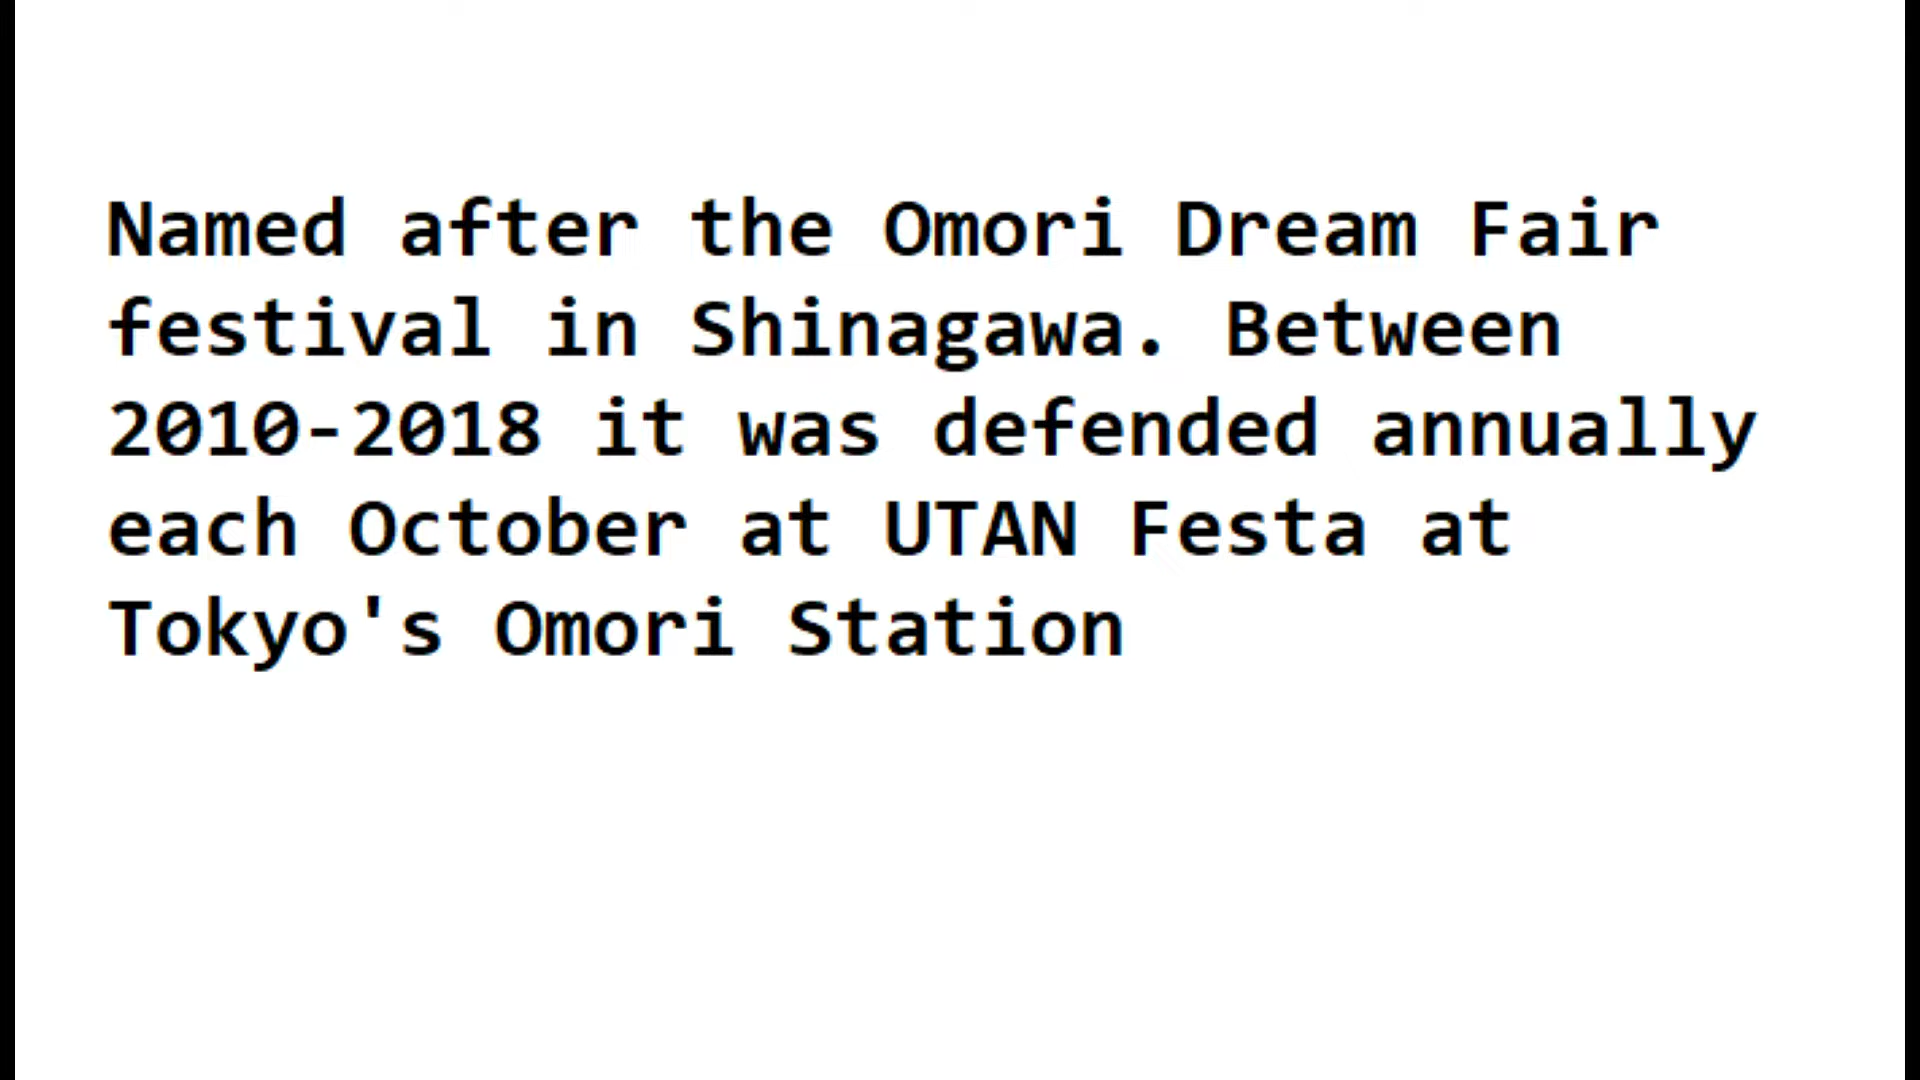 Named after the Omori Dream Fair
festival in Shinagawa. Between
2010-2018 it was defended annually
each October at UTAN Festa at
Tokyo's Omori Station